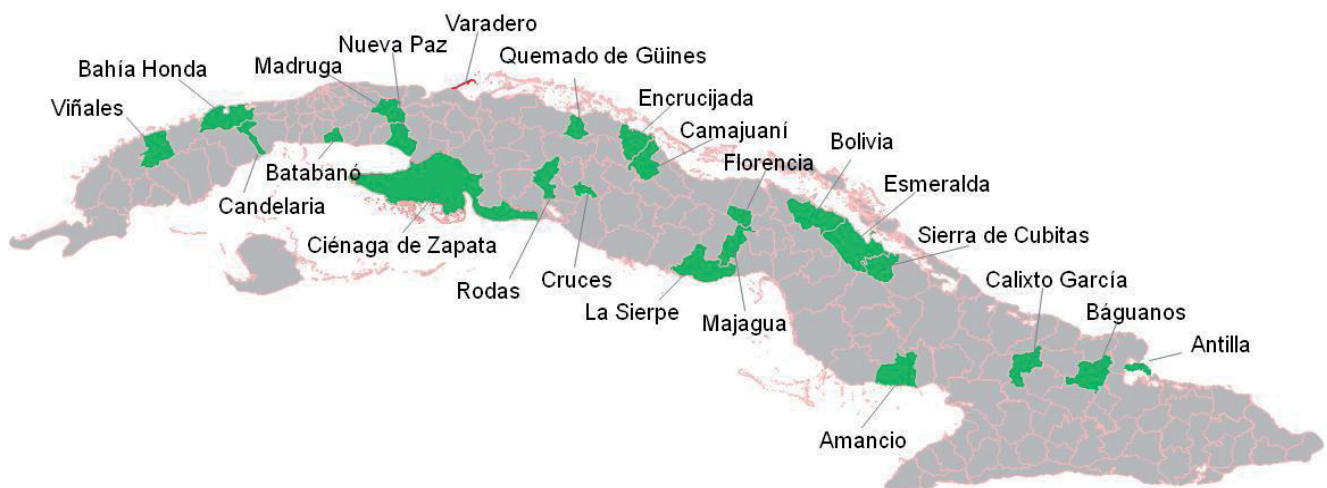 Varadero
Nueva Paz
Quemado de Güines
Madruga
Bahía Honda
Encrucijada
Viñales
Camajuaní
Bolivia
Florencia
Batabanó
Esmeralda
Candelaria
Sierra de Cubitas
Ciénaga de Zapata
Calixto García
Cruces
Rodas
La Sierpe
Báguanos
Majagua
Antilla
Amancio